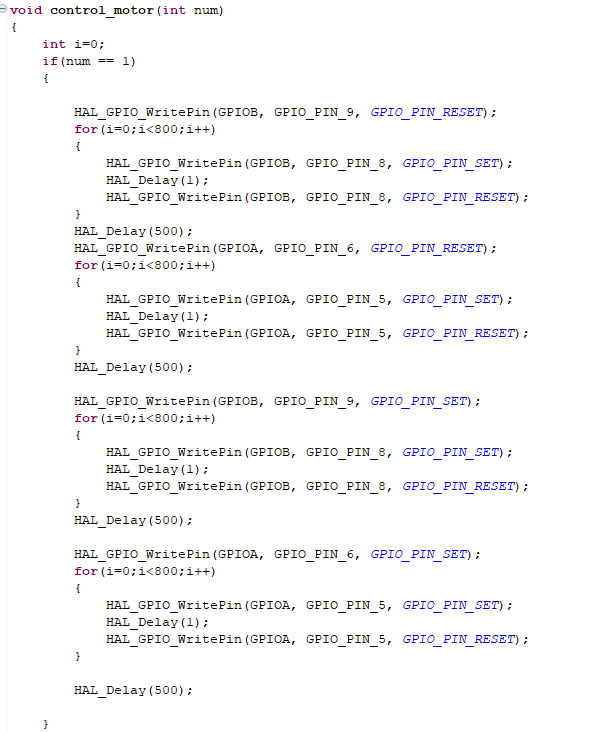 void control_motor(int num)
{
    int i=0;
    if(num == 1)
    {

        HAL_GPIO_WritePin(GPIOB, GPIO_PIN_9, GPIO_PIN_RESET);
        for(i=0;i<800;i++)
        {
            HAL_GPIO_WritePin(GPIOB, GPIO_PIN_8, GPIO_PIN_SET);
            HAL_Delay(1);
            HAL_GPIO_WritePin(GPIOB, GPIO_PIN_8, GPIO_PIN_RESET);
        }
        HAL_Delay(500);
        HAL_GPIO_WritePin(GPIOA, GPIO_PIN_6, GPIO_PIN_RESET);
        for(i=0;i<800;i++)
        {
            HAL_GPIO_WritePin(GPIOA, GPIO_PIN_5, GPIO_PIN_SET);
            HAL_Delay(1);
            HAL_GPIO_WritePin(GPIOA, GPIO_PIN_5, GPIO_PIN_RESET);
        }
        HAL_Delay(500);

        HAL_GPIO_WritePin(GPIOB, GPIO_PIN_9, GPIO_PIN_SET);
        for(i=0;i<800;i++)
        {
            HAL_GPIO_WritePin(GPIOB, GPIO_PIN_8, GPIO_PIN_SET);
            HAL_Delay(1);
            HAL_GPIO_WritePin(GPIOB, GPIO_PIN_8, GPIO_PIN_RESET);
        }
        HAL_Delay(500);

        HAL_GPIO_WritePin(GPIOA, GPIO_PIN_6, GPIO_PIN_SET);
        for(i=0;i<800;i++)
        {
            HAL_GPIO_WritePin(GPIOA, GPIO_PIN_5, GPIO_PIN_SET);
            HAL_Delay(1);
            HAL_GPIO_WritePin(GPIOA, GPIO_PIN_5, GPIO_PIN_RESET);
        }

        HAL_Delay(500);

    }